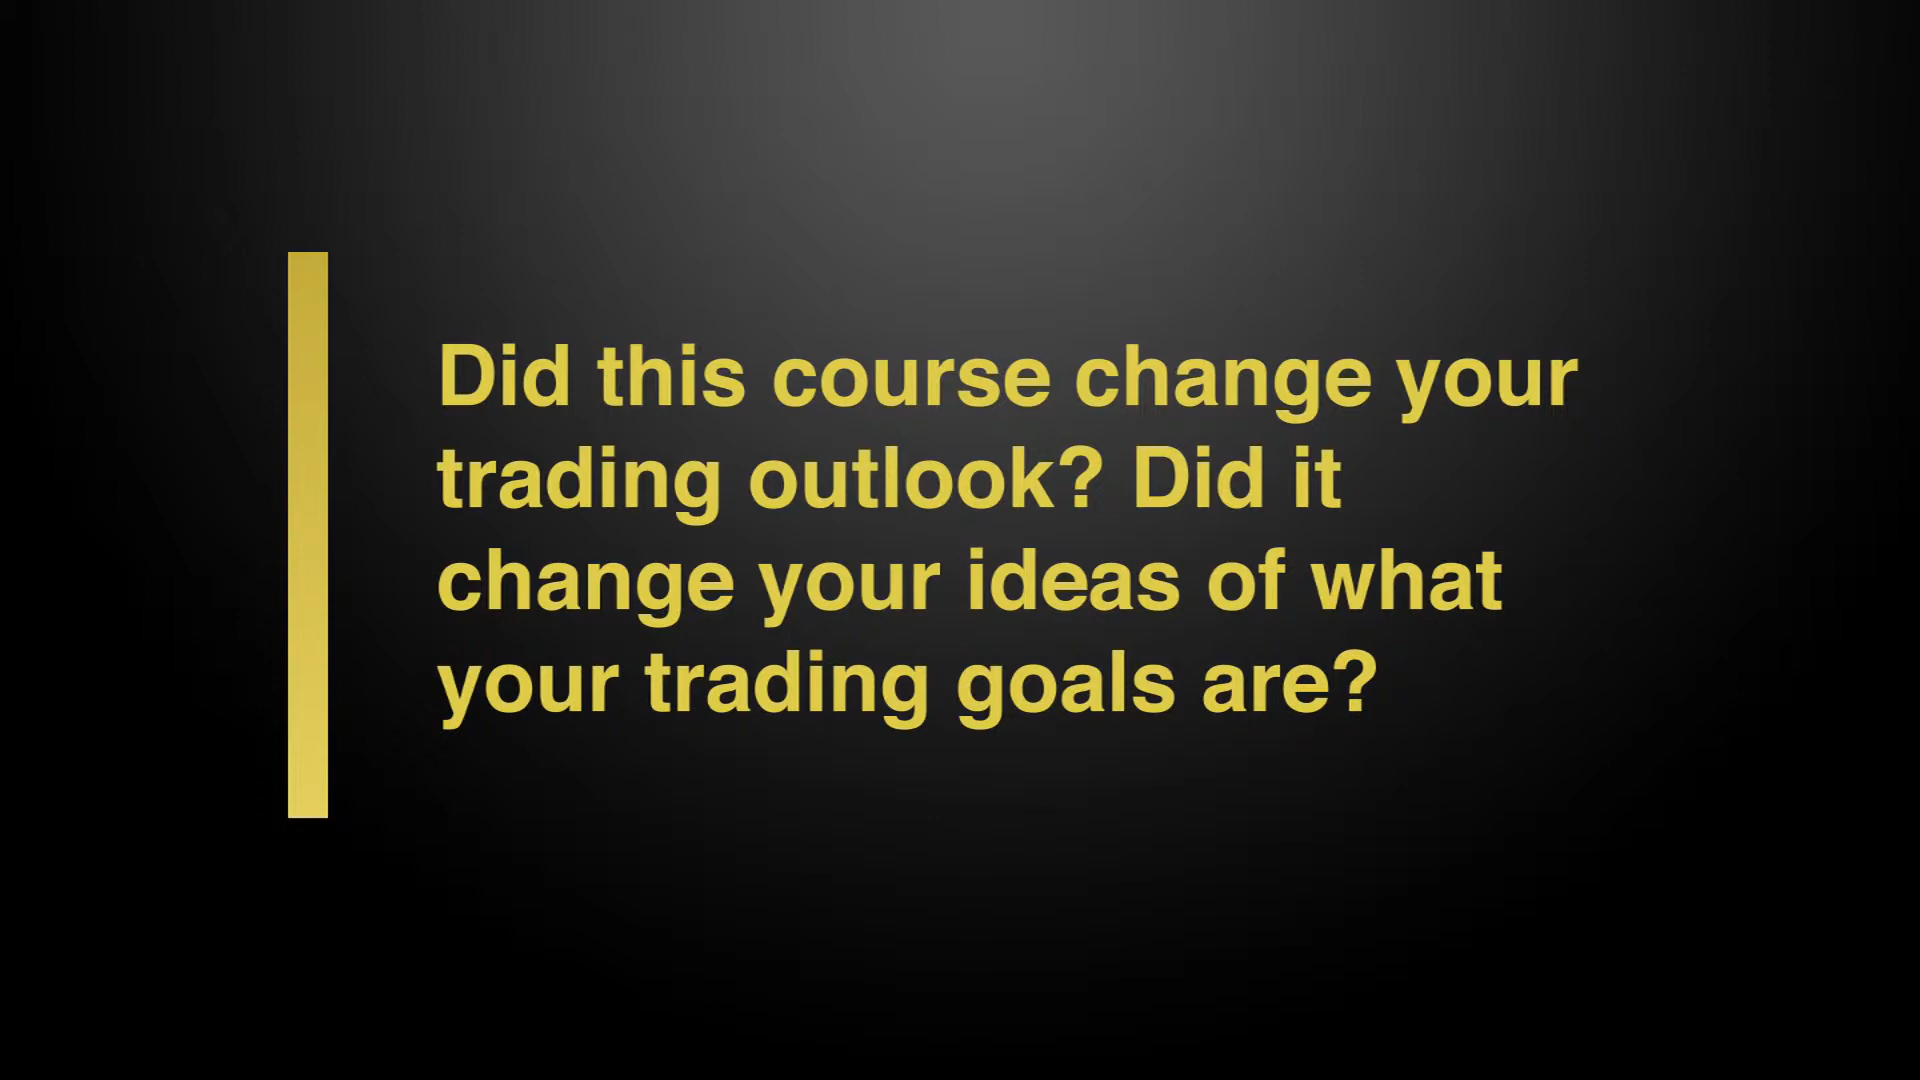 Did this course change your
trading outlook? Did it
change your ideas of what
your trading goals are?